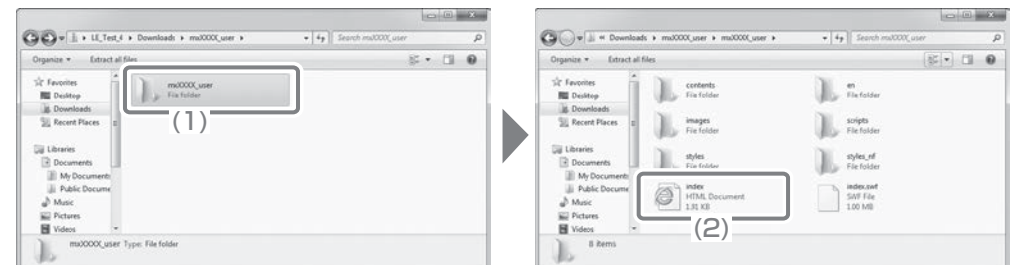 LE_Test_4 ▸ Downloads ▸ mxXXXX_user ▸
Search mxXXXX_user
Organize ▾ Extract all files
Favorites
Desktop
Downloads
Recent Places
Libraries
Documents
My Documents
Public Docume
Music
Pictures
Videos
mxXXXX_user
File folder
(1)
mxXXXX_user Type: File folder
« Downloads ▸ mxXXXX_user ▸ mxXXXX_user ▸
Search mxXXXX_user
Organize ▾ Extract all files
Favorites
Desktop
Downloads
Recent Places
Libraries
Documents
My Documents
Public Docume
Music
Pictures
Videos
contents
File folder
en
File folder
images
File folder
scripts
File folder
styles
File folder
styles_nf
File folder
index
HTML Document
1.91 KB
index.swf
SWF File
1.00 MB
(2)
8 items